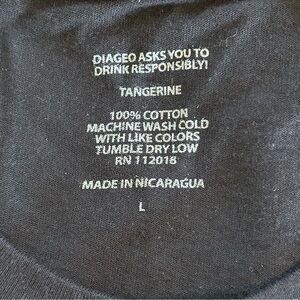 DIAGEO ASKS YOU TO
DRINK RESPONSIBLY!
TANGERINE
100% COTTON
MACHINE WASH COLD
WITH LIKE COLORS
TUMBLE DRY LOW
RN 112018
MADE IN NICARAGUA
L